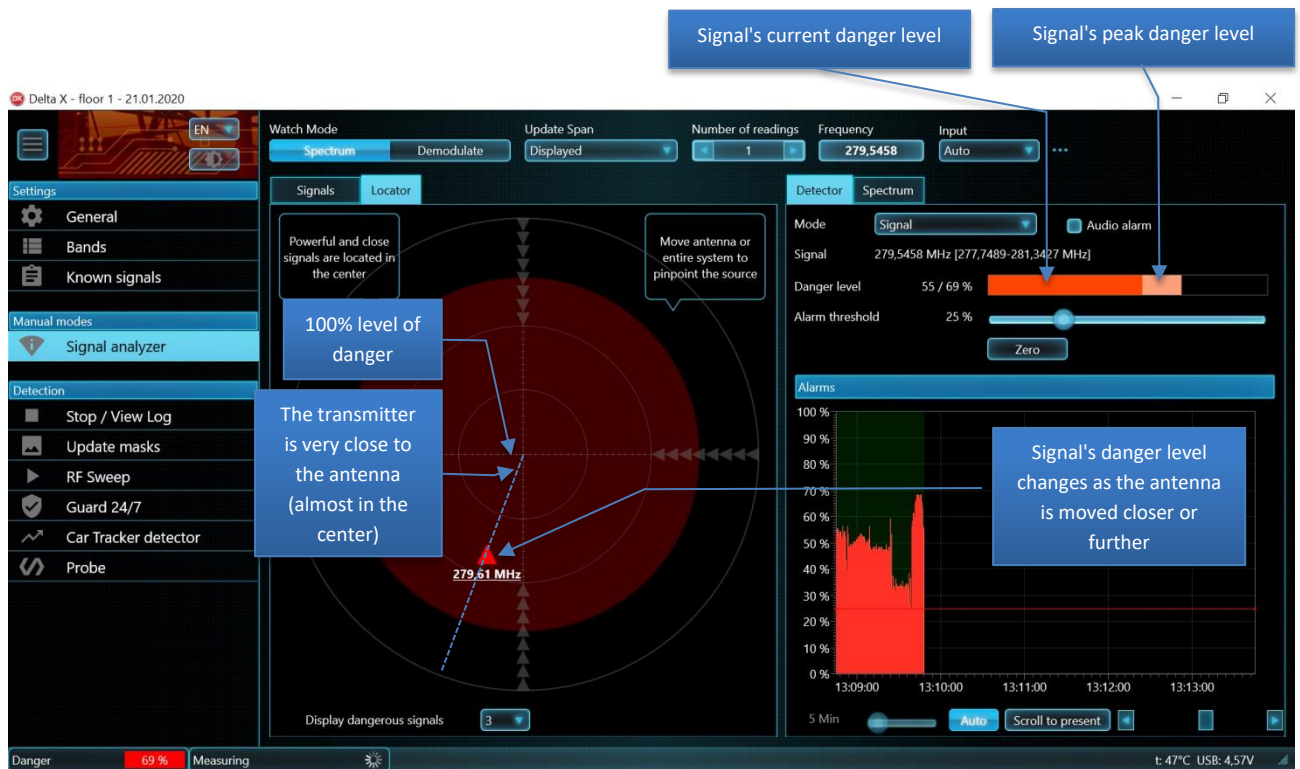 Signal's current danger level
Signal's peak danger level
DX Delta X - floor 1 - 21.01.2020
EN
Watch Mode
Spectrum Demodulate
Update Span
Displayed
Number of readings
1
Frequency
279,5458
Input
Auto
...
Settings
General
Bands
Known signals
Manual modes
Signal analyzer
Detection
Stop / View Log
Update masks
RF Sweep
Guard 24/7
Car Tracker detector
Probe
Signals Locator
Powerful and close
signals are located in
the center
Move antenna or
entire system to
pinpoint the source
100% level of
danger
The transmitter
is very close to
the antenna
(almost in the
center)
279,61 MHz
Display dangerous signals 3
Detector Spectrum
Mode Signal Audio alarm
Signal 279,5458 MHz [277,7489-281,3427 MHz]
Danger level 55 / 69 %
Alarm threshold 25 %
Zero
Alarms
100 %
90 %
80 %
70 %
60 %
50 %
40 %
30 %
20 %
10 %
0 %
Signal's danger level
changes as the antenna
is moved closer or
further
13:09:00 13:10:00 13:11:00 13:12:00 13:13:00
5 Min Auto Scroll to present
Danger 69 % Measuring t: 47°C USB: 4,57V